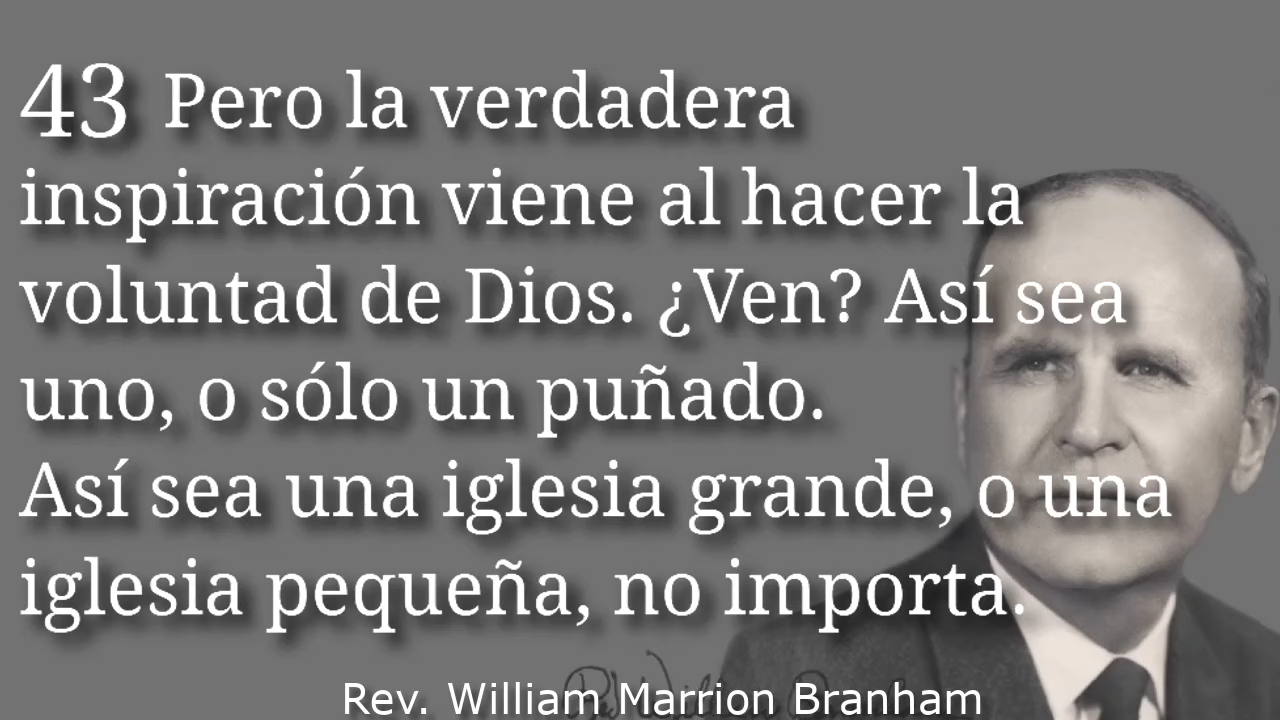 43 Pero la verdadera
inspiración viene al hacer la
voluntad de Dios. ¿Ven? Así sea
uno, o sólo un puñado.
Así sea una iglesia grande, o una
iglesia pequeña, no importa.
Rev. William Marrion Branham